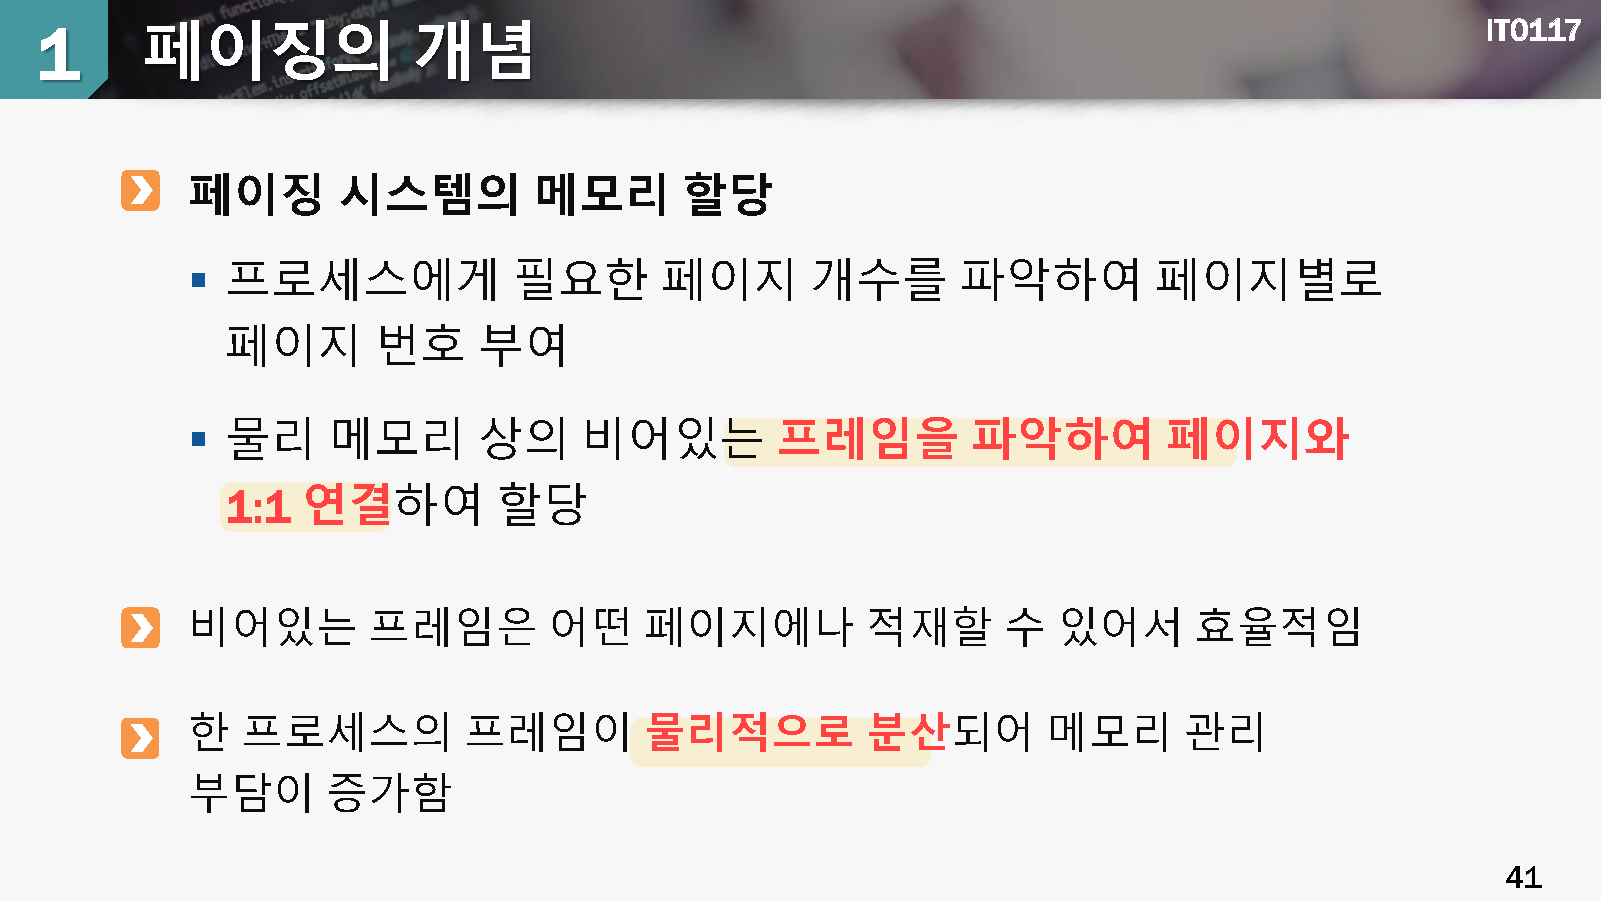 1 페이징의 개념
IT0117
페이징 시스템의 메모리 할당
프로세스에게 필요한 페이지 개수를 파악하여 페이지별로
페이지 번호 부여
물리 메모리 상의 비어있는 프레임을 파악하여 페이지와
1:1 연결하여 할당
비어있는 프레임은 어떤 페이지에나 적재할 수 있어서 효율적임
한 프로세스의 프레임이 물리적으로 분산되어 메모리 관리
부담이 증가함
41